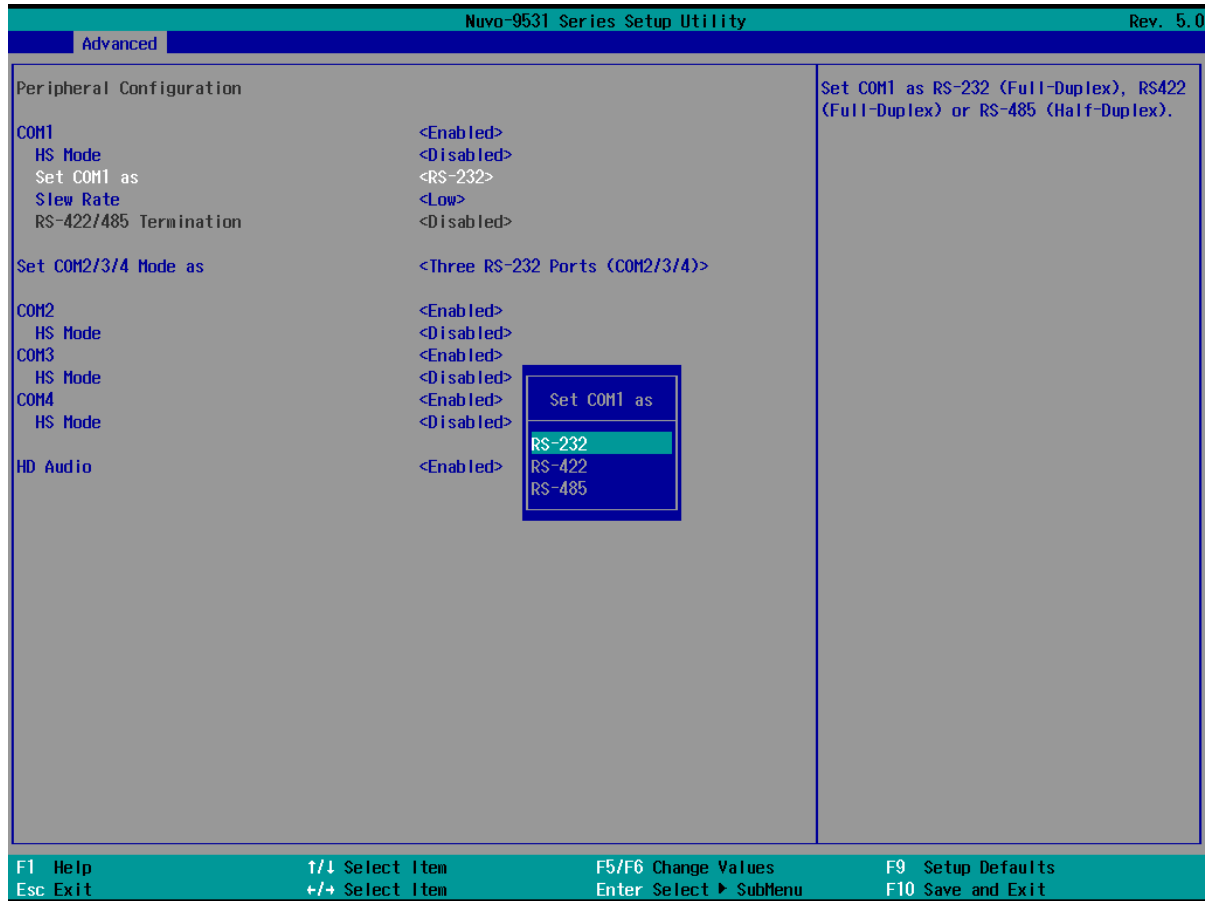 Nuvo-9531 Series Setup Utility Rev. 5.0
Advanced
Peripheral Configuration
Set COM1 as RS-232 (Full-Duplex), RS422
(Full-Duplex) or RS-485 (Half-Duplex).
COM1 <Enabled>
HS Mode <Disabled>
Set COM1 as <RS-232>
Slew Rate <Low>
RS-422/485 Termination <Disabled>
Set COM2/3/4 Mode as <Three RS-232 Ports (COM2/3/4)>
COM2 <Enabled>
HS Mode <Disabled>
COM3 <Enabled>
HS Mode <Disabled>
COM4 <Enabled>
HS Mode <Disabled>
HD Audio <Enabled>
Set COM1 as
RS-232
RS-422
RS-485
F1 Help ↑/↓ Select Item F5/F6 Change Values F9 Setup Defaults
Esc Exit ←/→ Select Item Enter Select ▶ SubMenu F10 Save and Exit